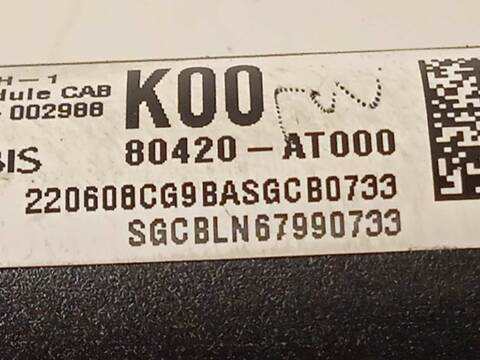 H-1
dule CAB
002988
K00
BIS
80420-AT000
220608CG9BASGCB0733
SGCBLN67990733